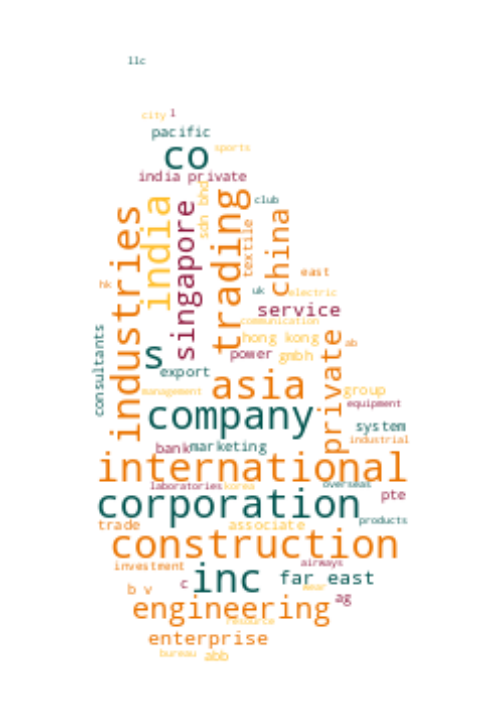 llc
city l
pacific
co sports
india private
sdn bhd
club
industries
india
singapore
trading
textile
china
east
hk
uk electric
service
communication
consultants
s
hong kong
ab
power gmbh
private
export
asia
management
group
company
equipment
system
industrial
bank marketing
international
laboratories korea
overseas
pte
corporation
products
trade associate
construction
investment
airways
inc far east
c
wear
b v
ag
engineering
resource
enterprise
bureau abb